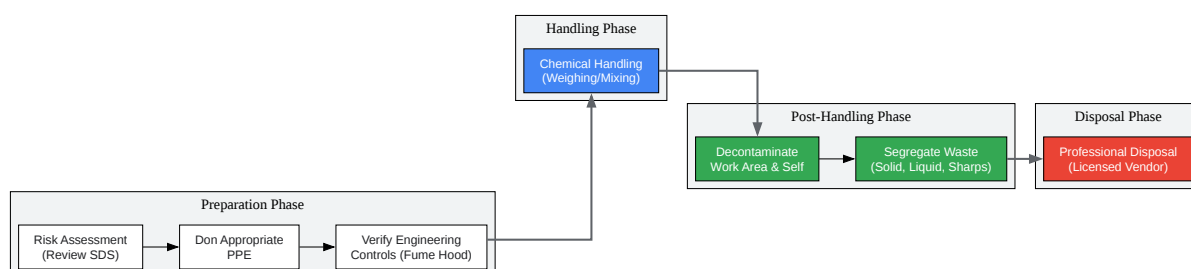 Handling Phase
Chemical Handling
(Weighing/Mixing)
Post-Handling Phase
Decontaminate
Work Area & Self
Segregate Waste
(Solid, Liquid, Sharps)
Disposal Phase
Professional Disposal
(Licensed Vendor)
Preparation Phase
Risk Assessment
(Review SDS)
Don Appropriate
PPE
Verify Engineering
Controls (Fume Hood)